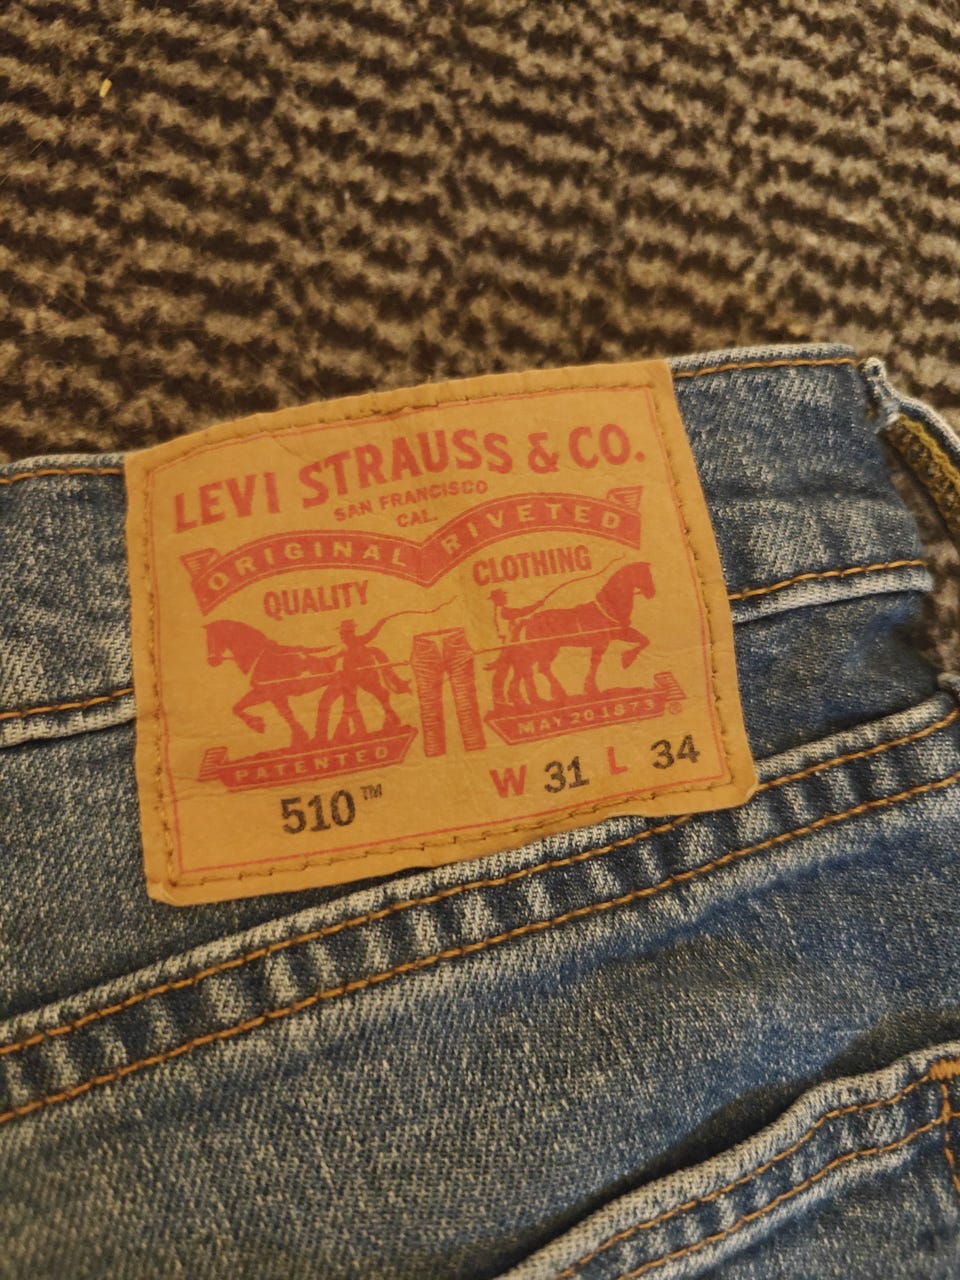 LEVI STRAUSS & CO.
SAN FRANCISCO
CAL.
ORIGINAL RIVETED
QUALITY CLOTHING
PATENTED MAY 20 1873 ®
510™ W 31 L 34